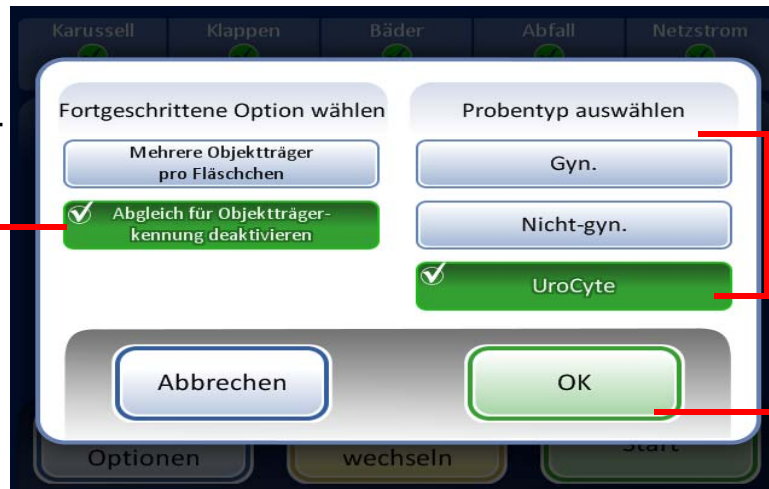 Karussell
Klappen
Bäder
Abfall
Netzstrom
Fortgeschrittene Option wählen
Probentyp auswählen
Mehrere Objektträger
pro Fläschchen
Gyn.
Abgleich für Objektträger-
kennung deaktivieren
Nicht-gyn.
UroCyte
Abbrechen
OK
Optionen
wechseln
Start